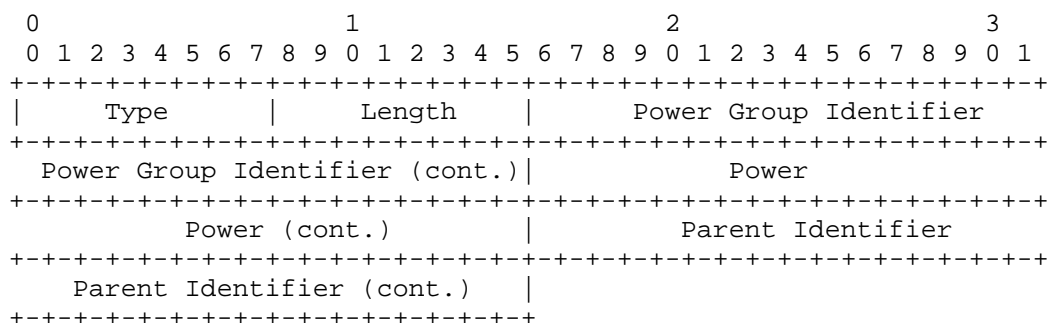 0                   1                   2                   3
 0 1 2 3 4 5 6 7 8 9 0 1 2 3 4 5 6 7 8 9 0 1 2 3 4 5 6 7 8 9 0 1
+-+-+-+-+-+-+-+-+-+-+-+-+-+-+-+-+-+-+-+-+-+-+-+-+-+-+-+-+-+-+-+-+
|     Type      |     Length    |      Power Group Identifier
+-+-+-+-+-+-+-+-+-+-+-+-+-+-+-+-+-+-+-+-+-+-+-+-+-+-+-+-+-+-+-+-+
  Power Group Identifier (cont.)|            Power
+-+-+-+-+-+-+-+-+-+-+-+-+-+-+-+-+-+-+-+-+-+-+-+-+-+-+-+-+-+-+-+-+
           Power (cont.)        |         Parent Identifier
+-+-+-+-+-+-+-+-+-+-+-+-+-+-+-+-+-+-+-+-+-+-+-+-+-+-+-+-+-+-+-+-+
    Parent Identifier (cont.)   |
+-+-+-+-+-+-+-+-+-+-+-+-+-+-+-+-+